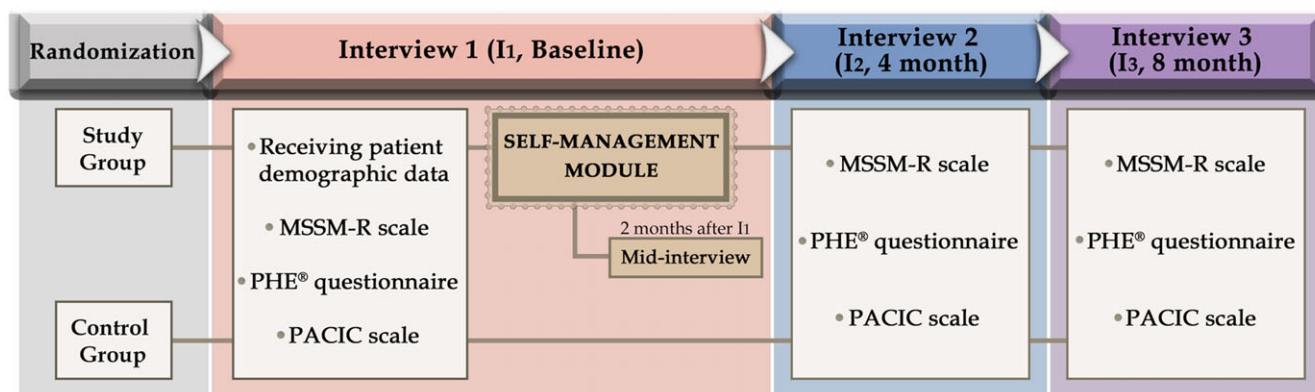 Randomization
Interview 1 (I1, Baseline)
Interview 2
(I2, 4 month)
Interview 3
(I3, 8 month)
Study
Group
• Receiving patient
demographic data
• MSSM-R scale
• PHE® questionnaire
• PACIC scale
SELF-MANAGEMENT
MODULE
2 months after I1
Mid-interview
• MSSM-R scale
• PHE® questionnaire
• PACIC scale
• MSSM-R scale
• PHE® questionnaire
• PACIC scale
Control
Group